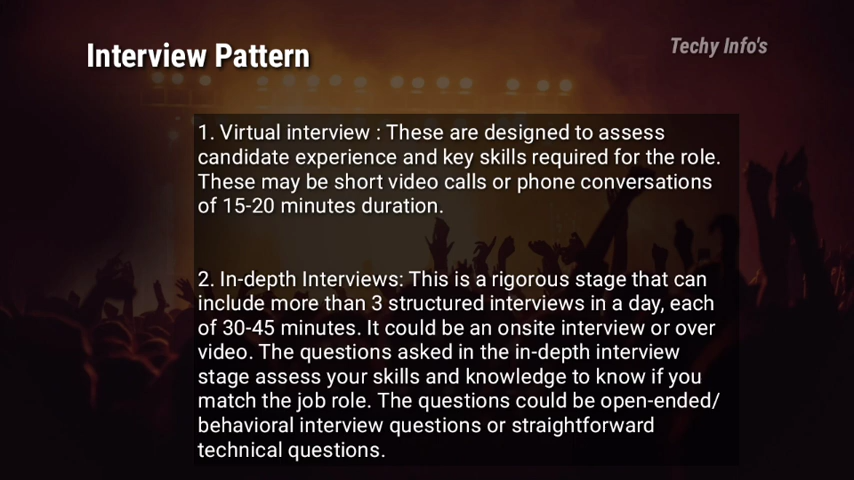 Interview Pattern
Techy Info's
1. Virtual interview : These are designed to assess
candidate experience and key skills required for the role.
These may be short video calls or phone conversations
of 15-20 minutes duration.
2. In-depth Interviews: This is a rigorous stage that can
include more than 3 structured interviews in a day, each
of 30-45 minutes. It could be an onsite interview or over
video. The questions asked in the in-depth interview
stage assess your skills and knowledge to know if you
match the job role. The questions could be open-ended/
behavioral interview questions or straightforward
technical questions.